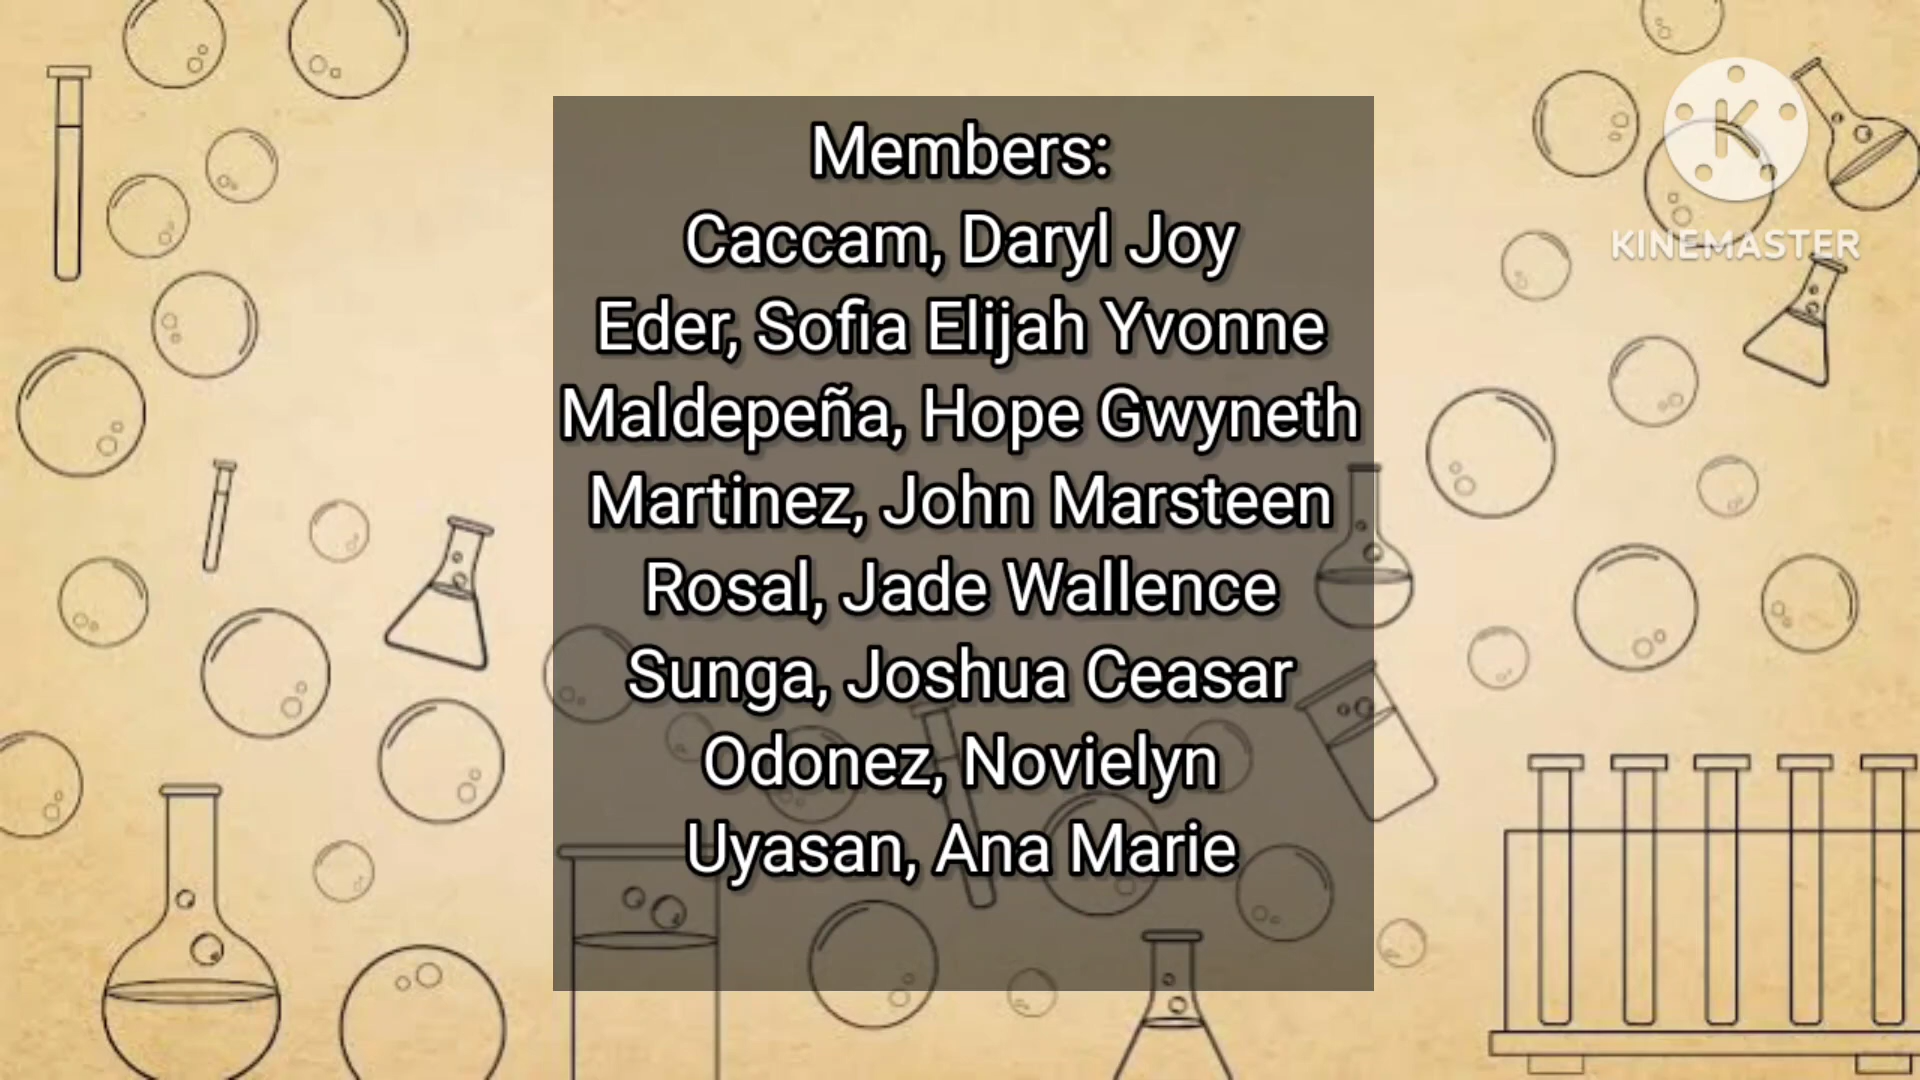 Members:
Caccam, Daryl Joy
Eder, Sofia Elijah Yvonne
Maldepeña, Hope Gwyneth
Martinez, John Marsteen
Rosal, Jade Wallence
Sunga, Joshua Ceasar
Odonez, Novielyn
Uyasan, Ana Marie
K
KINEMASTER